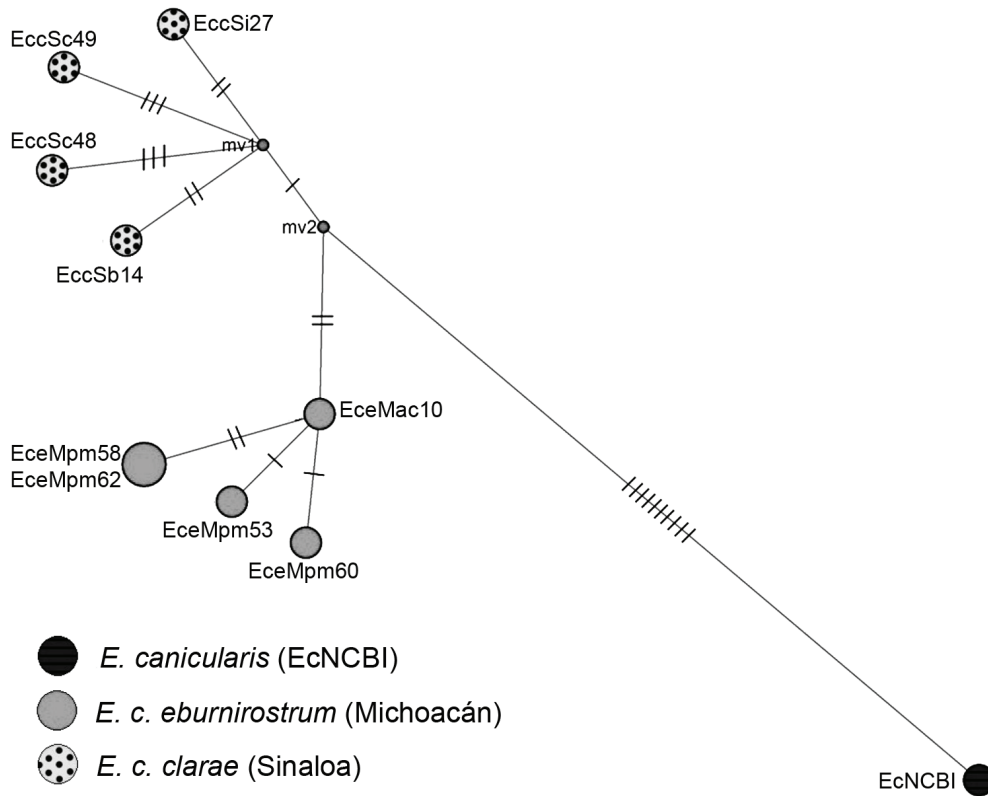 EccSi27
EccSc49
EccSc48
mv1
mv2
EccSb14
EceMac10
EceMpm58
EceMpm62
EceMpm53
EceMpm60
E. canicularis (EcNCBI)
E. c. eburnirostrum (Michoacán)
E. c. clarae (Sinaloa)
EcNCBI